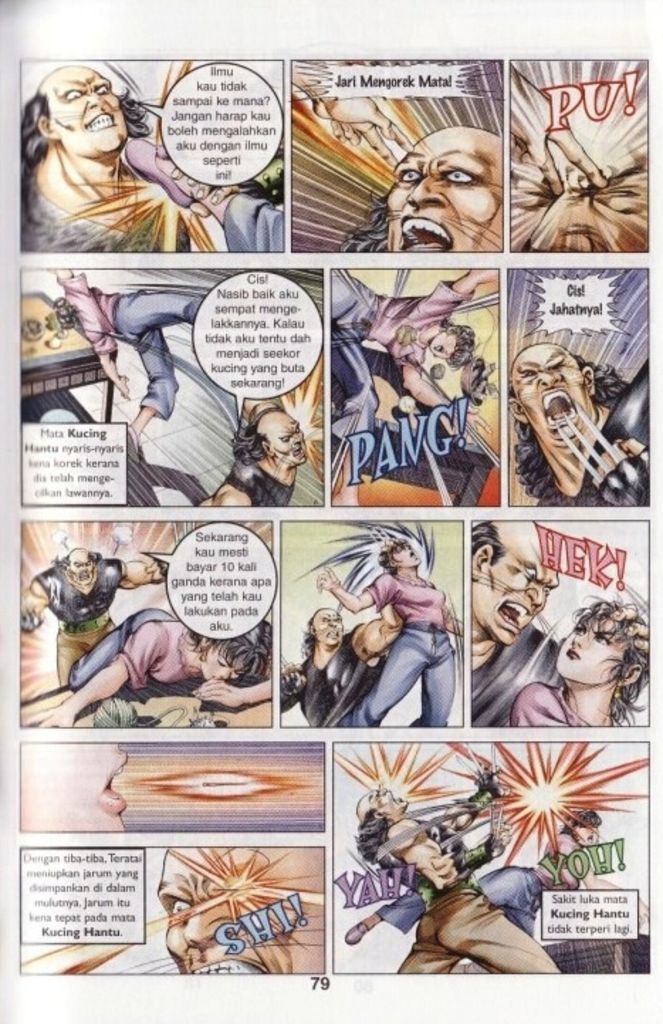 Ilmu
kau tidak
sampai ke mana?
Jangan harap kau
boleh mengalahkan
aku dengan ilmu
seperti
ini!
Jari Mengorek Mata!
PU!
Cis!
Nasib baik aku
sempat menge-
lakkannya. Kalau
tidak aku tentu dah
menjadi seekor
kucing yang buta
sekarang!
Mata Kucing
Hantu nyaris-nyaris
kena korek kerana
dia telah menge-
cilkan lawannya.
PANG!
Cis!
Jahatnya!
Sekarang
kau mesti
bayar 10 kali
ganda kerana apa
yang telah kau
lakukan pada
aku.
HEK!
Dengan tiba-tiba, Teratai
meniupkan jarum yang
disimpankan di dalam
mulutnya. Jarum itu
kena tepat pada mata
Kucing Hantu.
SHI!
YAH!
YOH!
Sakit luka mata
Kucing Hantu
tidak terperi lagi.
79